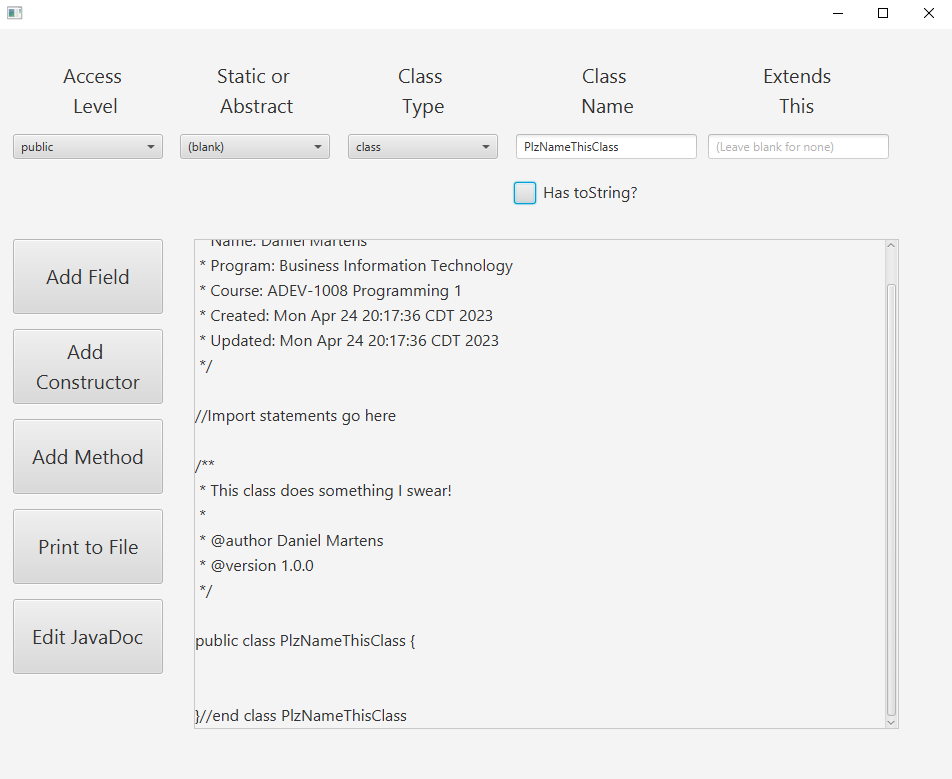 Access Level
Static or Abstract
Class Type
Class Name
Extends This
public
(blank)
class
PlzNameThisClass
(Leave blank for none)
Has toString?
Add Field
Add Constructor
Add Method
Print to File
Edit JavaDoc
Name: Daniel Martens
* Program: Business Information Technology
* Course: ADEV-1008 Programming 1
* Created: Mon Apr 24 20:17:36 CDT 2023
* Updated: Mon Apr 24 20:17:36 CDT 2023
*/
//Import statements go here
/**
* This class does something I swear!
*
* @author Daniel Martens
* @version 1.0.0
*/
public class PlzNameThisClass {
}//end class PlzNameThisClass